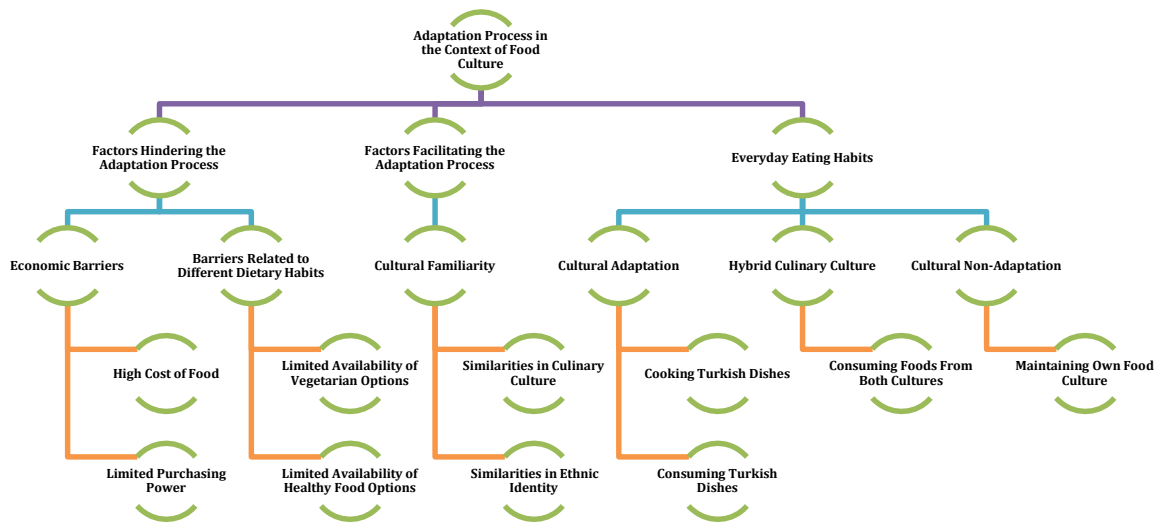 Adaptation Process in
the Context of Food
Culture
Factors Hindering the
Adaptation Process
Factors Facilitating the
Adaptation Process
Everyday Eating Habits
Economic Barriers
Barriers Related to
Different Dietary Habits
Cultural Familiarity
Cultural Adaptation
Hybrid Culinary Culture
Cultural Non-Adaptation
High Cost of Food
Limited Availability of
Vegetarian Options
Similarities in Culinary
Culture
Cooking Turkish Dishes
Consuming Foods From
Both Cultures
Maintaining Own Food
Culture
Limited Purchasing
Power
Limited Availability of
Healthy Food Options
Similarities in Ethnic
Identity
Consuming Turkish
Dishes